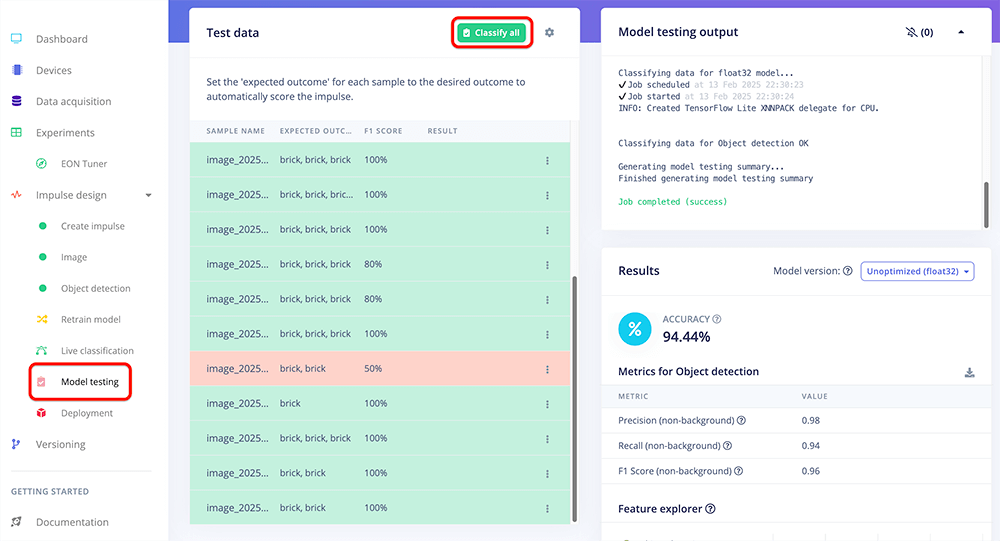 Dashboard
Devices
Data acquisition
Experiments
EON Tuner
Impulse design
Create impulse
Image
Object detection
Retrain model
Live classification
Model testing
Deployment
Versioning
GETTING STARTED
Documentation
Test data
Classify all
Set the 'expected outcome' for each sample to the desired outcome to
automatically score the impulse.
SAMPLE NAME EXPECTED OUTC... F1 SCORE RESULT
image_2025... brick, brick, brick 100%
image_2025... brick, brick, bric... 100%
image_2025... brick, brick, brick 100%
image_2025... brick, brick, brick 80%
image_2025... brick, brick, brick 80%
image_2025... brick, brick, brick 100%
image_2025... brick, brick 50%
image_2025... brick 100%
image_2025... brick, brick, brick 100%
image_2025... brick, brick 100%
image_2025... brick, brick 100%
Model testing output
(0)
Classifying data for float32 model...
Job scheduled at 13 Feb 2025 22:30:23
Job started at 13 Feb 2025 22:30:24
INFO: Created TensorFlow Lite XNNPACK delegate for CPU.
Classifying data for Object detection OK
Generating model testing summary...
Finished generating model testing summary
Job completed (success)
Results
Model version: Unoptimized (float32)
%
ACCURACY
94.44%
Metrics for Object detection
METRIC VALUE
Precision (non-background) 0.98
Recall (non-background) 0.94
F1 Score (non-background) 0.96
Feature explorer